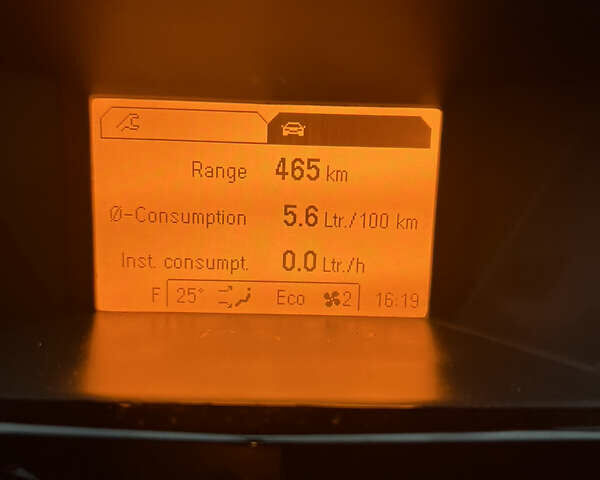 Range 465 km
Ø-Consumption 5.6 Ltr./100 km
Inst. consumpt. 0.0 Ltr./h
F 25° Eco 2 16:19